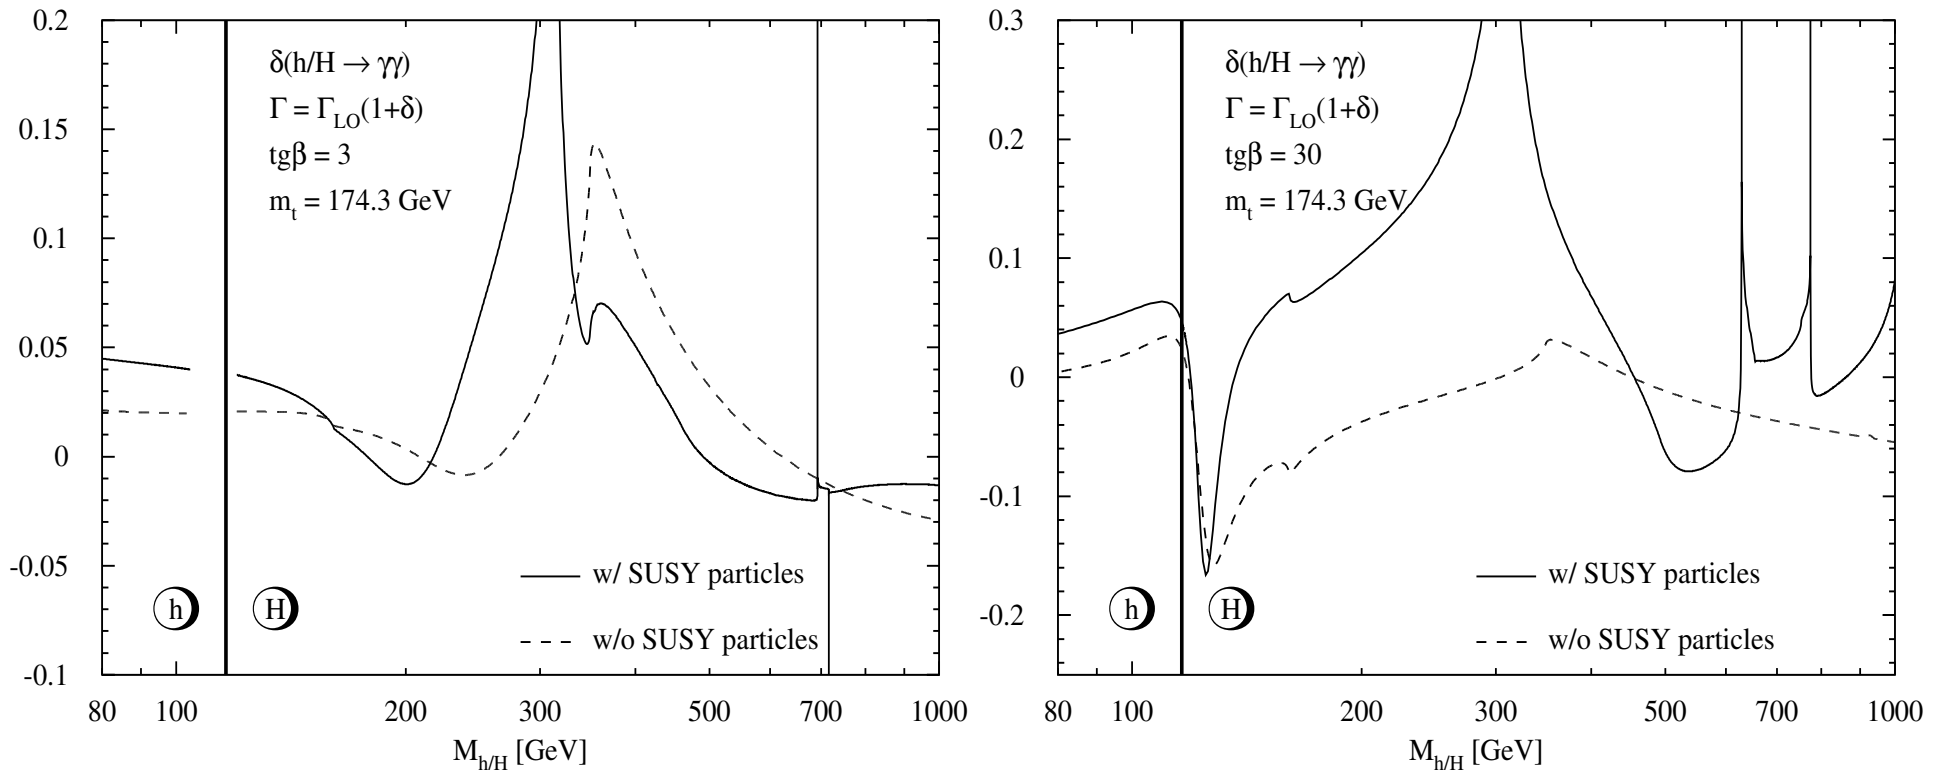 0.2
0.15
0.1
0.05
0
-0.05
-0.1
δ(h/H → γγ)
Γ = Γ_LO(1+δ)
tgβ = 3
m_t = 174.3 GeV
w/ SUSY particles
w/o SUSY particles
h
H
80 100 200 300 500 700 1000
M_h/H [GeV]
0.3
0.2
0.1
0
-0.1
-0.2
δ(h/H → γγ)
Γ = Γ_LO(1+δ)
tgβ = 30
m_t = 174.3 GeV
w/ SUSY particles
w/o SUSY particles
h
H
80 100 200 300 500 700 1000
M_h/H [GeV]